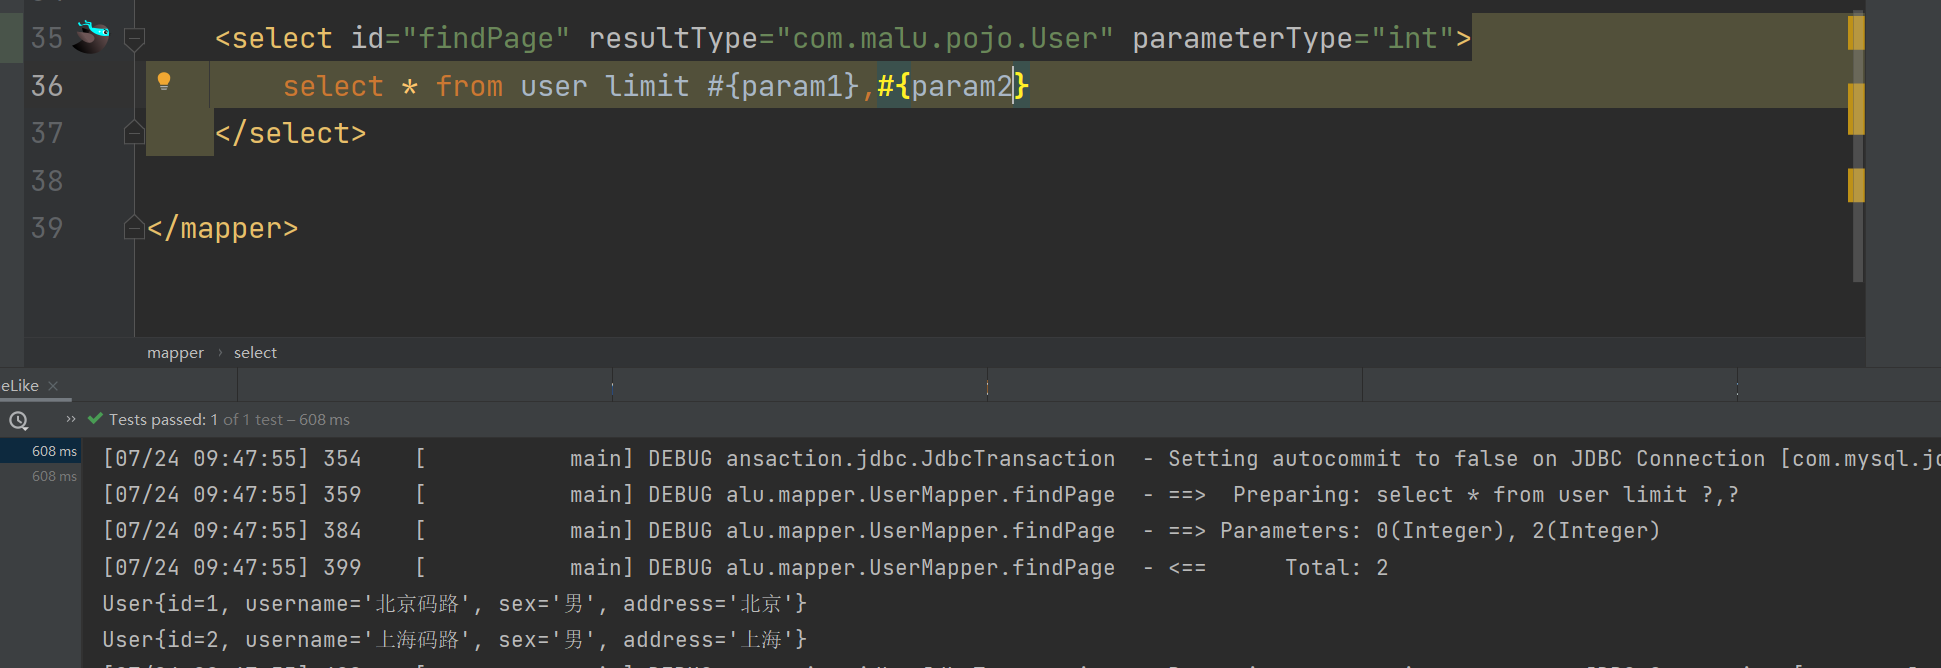 35 <select id="findPage" resultType="com.malu.pojo.User" parameterType="int">
36 select * from user limit #{param1},#{param2}
37 </select>
38
39 </mapper>
mapper › select
eLike ×
» Tests passed: 1 of 1 test – 608 ms
608 ms
608 ms
[07/24 09:47:55] 354 [ main] DEBUG ansaction.jdbc.JdbcTransaction - Setting autocommit to false on JDBC Connection [com.mysql.jd
[07/24 09:47:55] 359 [ main] DEBUG alu.mapper.UserMapper.findPage - ==> Preparing: select * from user limit ?,?
[07/24 09:47:55] 384 [ main] DEBUG alu.mapper.UserMapper.findPage - ==> Parameters: 0(Integer), 2(Integer)
[07/24 09:47:55] 399 [ main] DEBUG alu.mapper.UserMapper.findPage - <== Total: 2
User{id=1, username='北京码路', sex='男', address='北京'}
User{id=2, username='上海码路', sex='男', address='上海'}